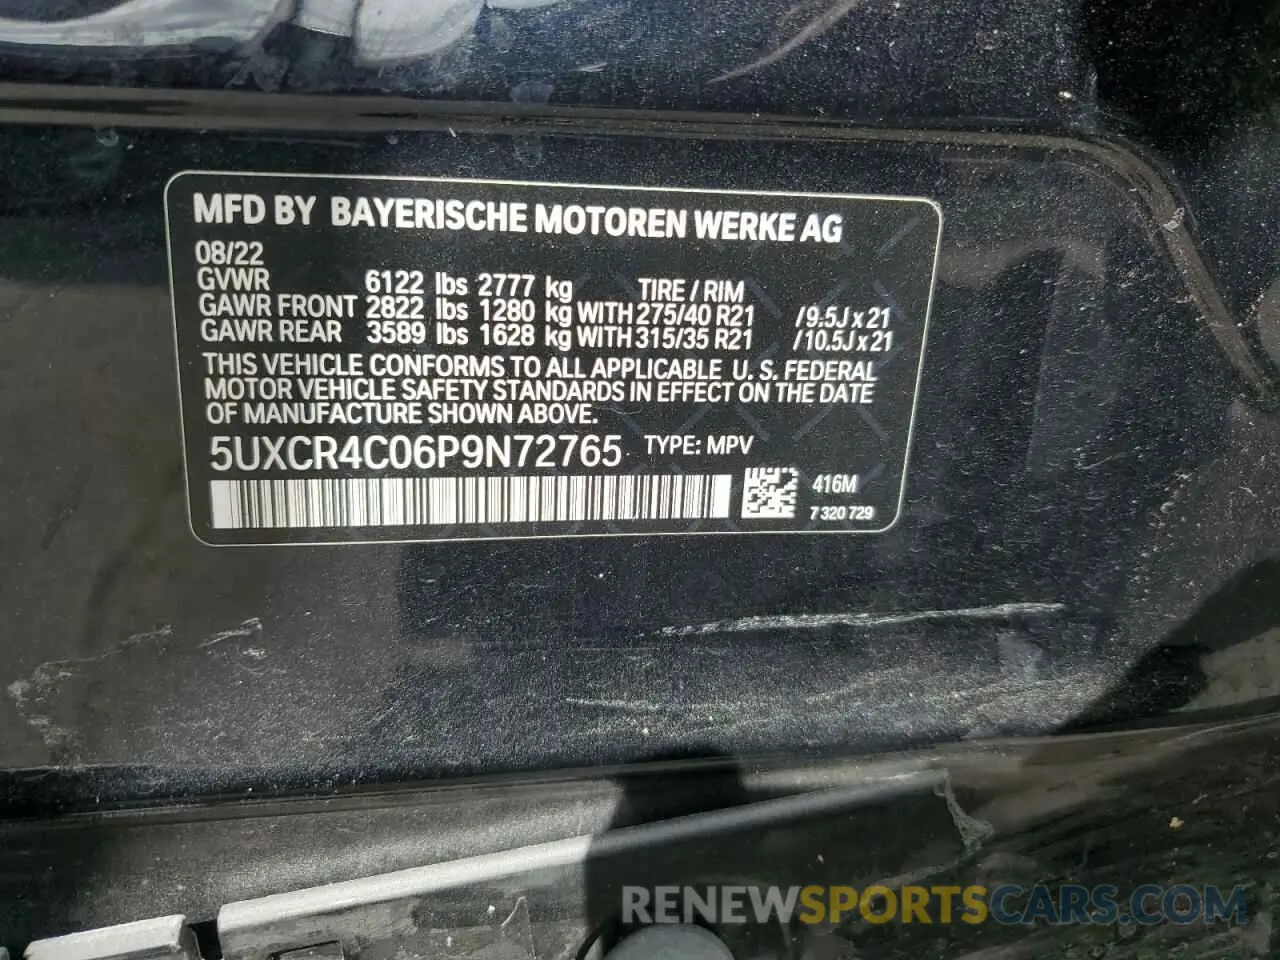 MFD BY BAYERISCHE MOTOREN WERKE AG
08/22
GVWR 6122 lbs 2777 kg TIRE / RIM
GAWR FRONT 2822 lbs 1280 kg WITH 275/40 R21 /9.5J x 21
GAWR REAR 3589 lbs 1628 kg WITH 315/35 R21 /10.5J x 21
THIS VEHICLE CONFORMS TO ALL APPLICABLE U. S. FEDERAL
MOTOR VEHICLE SAFETY STANDARDS IN EFFECT ON THE DATE
OF MANUFACTURE SHOWN ABOVE.
5UXCR4C06P9N72765 TYPE: MPV
416M
7 320 729
RENEWSPORTSCARS.COM